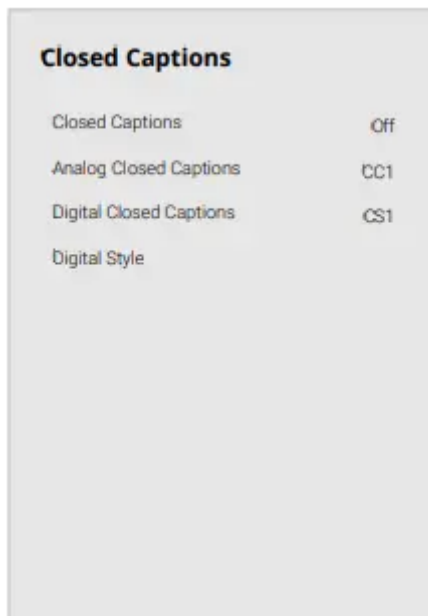 Closed Captions
Closed Captions Off
Analog Closed Captions CC1
Digital Closed Captions CS1
Digital Style